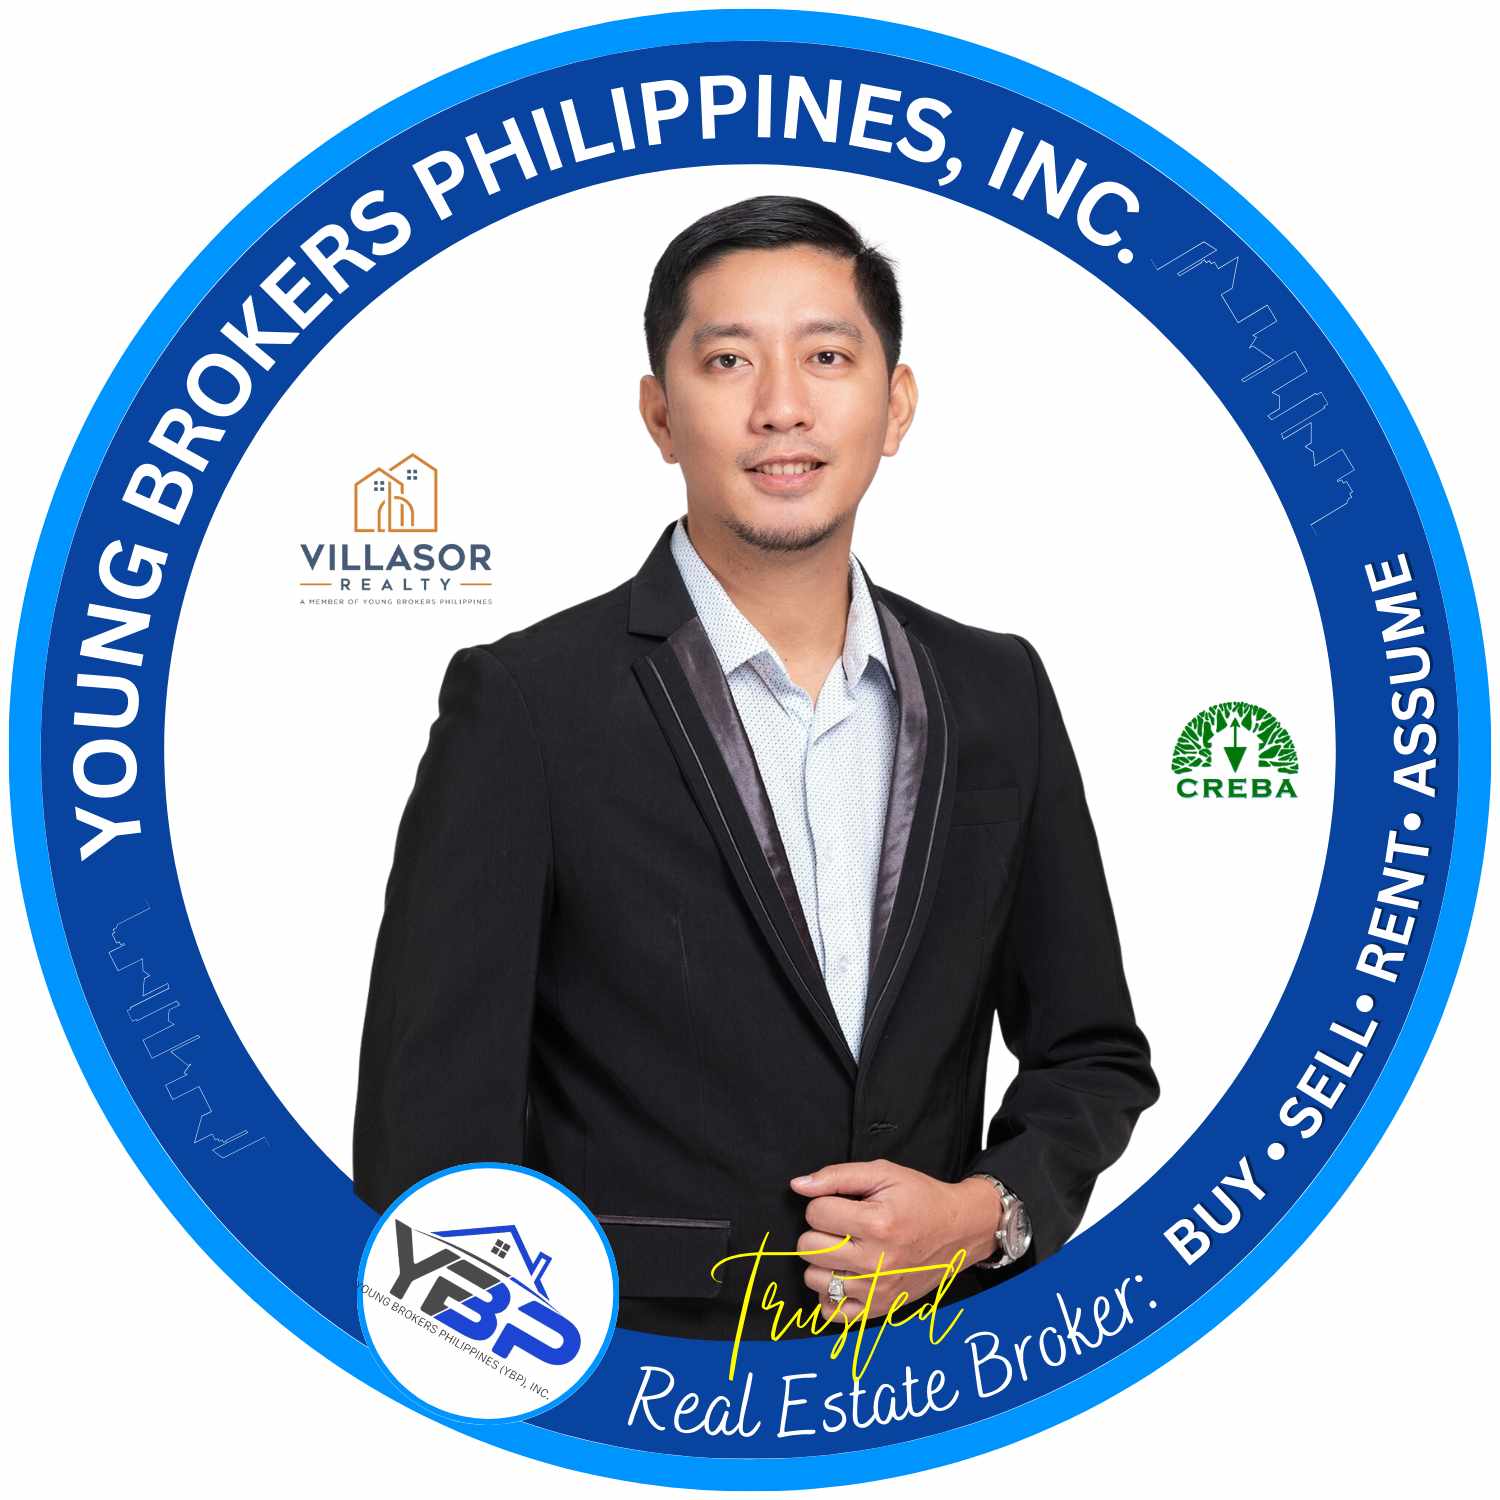 YOUNG BROKERS PHILIPPINES, INC.
VILLASOR
REALTY
A MEMBER OF YOUNG BROKERS PHILIPPINES
CREBA
YBP
YOUNG BROKERS PHILIPPINES (YBP), INC.
Trusted
Real Estate Broker:
BUY • SELL • RENT • ASSUME